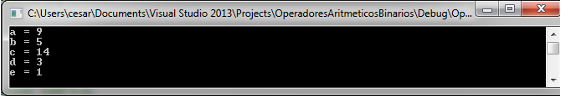 C:\Users\cesar\Documents\Visual Studio 2013\Projects\OperadoresAritmeticosBinarios\Debug\Op...
a = 9
b = 5
c = 14
d = 3
e = 1